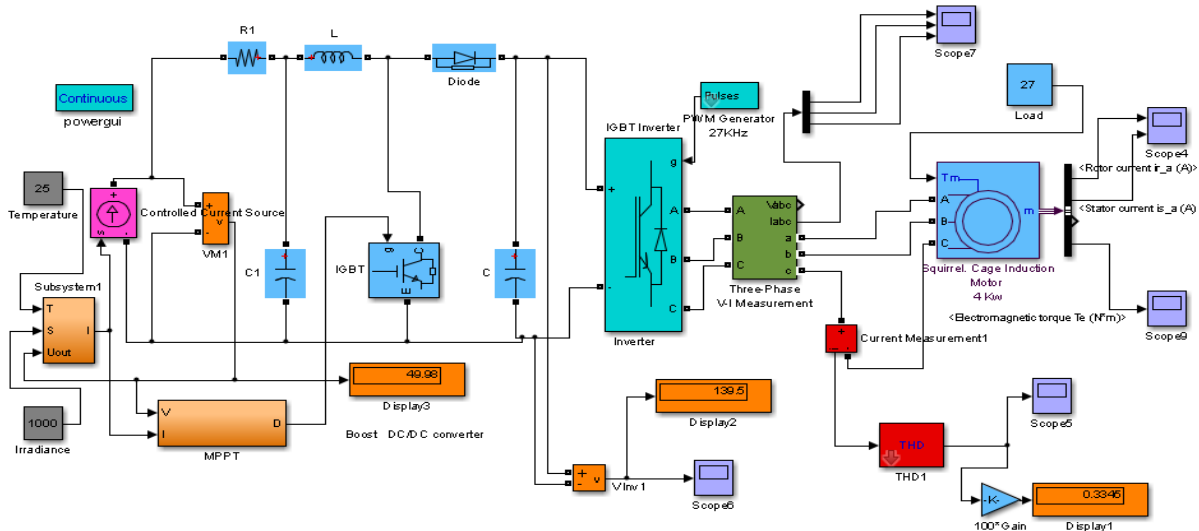 R1
L
Diode
Scope7
Continuous
powergui
Pulses
PWM Generator
27KHz
27
Load
IGBT Inverter
g
+
-
A
B
C
Inverter
A
B
C
Vabc
Iabc
a
b
c
Three-Phase
V-I Measurement
Tm
A
B
C
m
Squirrel. Cage Induction
Motor
4 Kw
Scope4
<Rotor current ir_a (A)>
<Stator current is_a (A)
<Electromagnetic torque Te (N*m)>
Scope9
25
Temperature
+
-
s
Controlled Current Source
+
-
v
VM1
C1
g
C
E
IGBT
C
Subsystem1
T
S
Uout
I
1000
Irradiance
V
I
D
MPPT
49.98
Display3
Boost DC/DC converter
139.5
Display2
+
-
v
VInv1
Scope6
+
-
i
Current Measurement1
THD
THD1
Scope5
-K-
100* Gain
0.3345
Display1